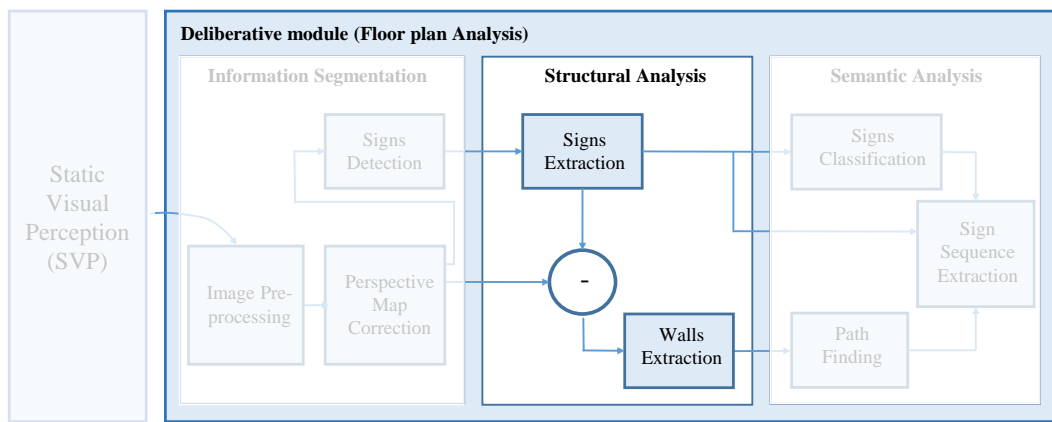 Deliberative module (Floor plan Analysis)
Information Segmentation
Structural Analysis
Semantic Analysis
Static
Visual
Perception
(SVP)
Signs
Detection
Image Pre-
processing
Perspective
Map
Correction
Signs
Extraction
-
Walls
Extraction
Signs
Classification
Sign
Sequence
Extraction
Path
Finding